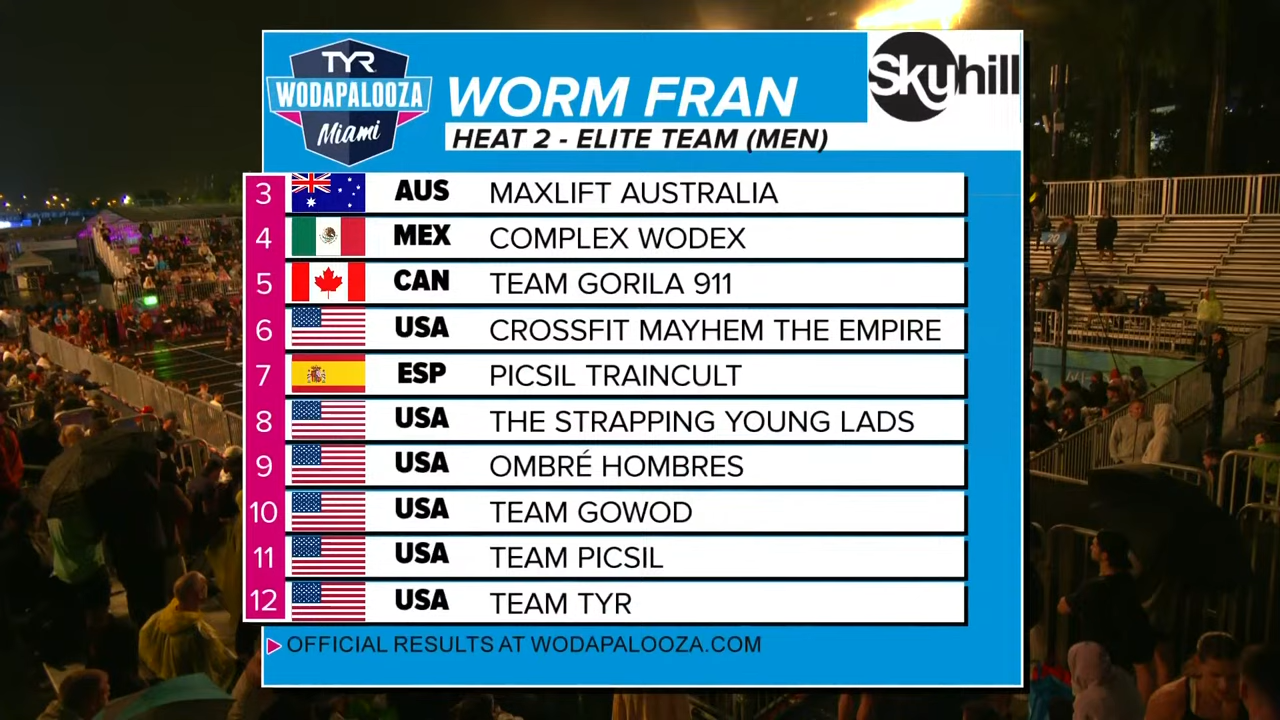 TYR
WODAPALOOZA
Miami
WORM FRAN
Skyhill
HEAT 2 - ELITE TEAM (MEN)
3 AUS MAXLIFT AUSTRALIA
4 MEX COMPLEX WODEX
5 CAN TEAM GORILA 911
6 USA CROSSFIT MAYHEM THE EMPIRE
7 ESP PICSIL TRAINCULT
8 USA THE STRAPPING YOUNG LADS
9 USA OMBRÉ HOMBRES
10 USA TEAM GOWOD
11 USA TEAM PICSIL
12 USA TEAM TYR
OFFICIAL RESULTS AT WODAPALOOZA.COM